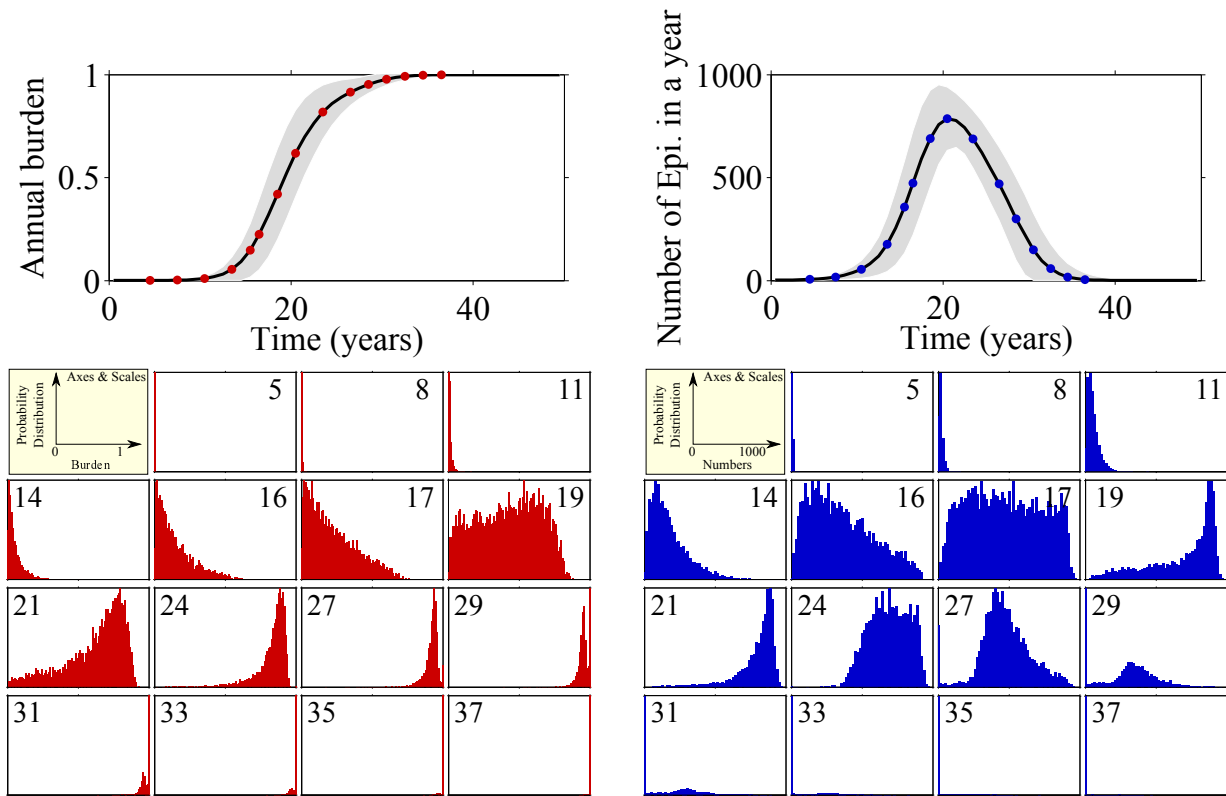 Annual burden
1
0.5
0
0 20 40
Time (years)
Number of Epi. in a year
1000
500
0
0 20 40
Time (years)
Axes & Scales
Probability
Distribution
0 1
Burden
5 8 11
14 16 17 19
21 24 27 29
31 33 35 37
Axes & Scales
Probability
Distribution
0 1000
Numbers
5 8 11
14 16 17 19
21 24 27 29
31 33 35 37